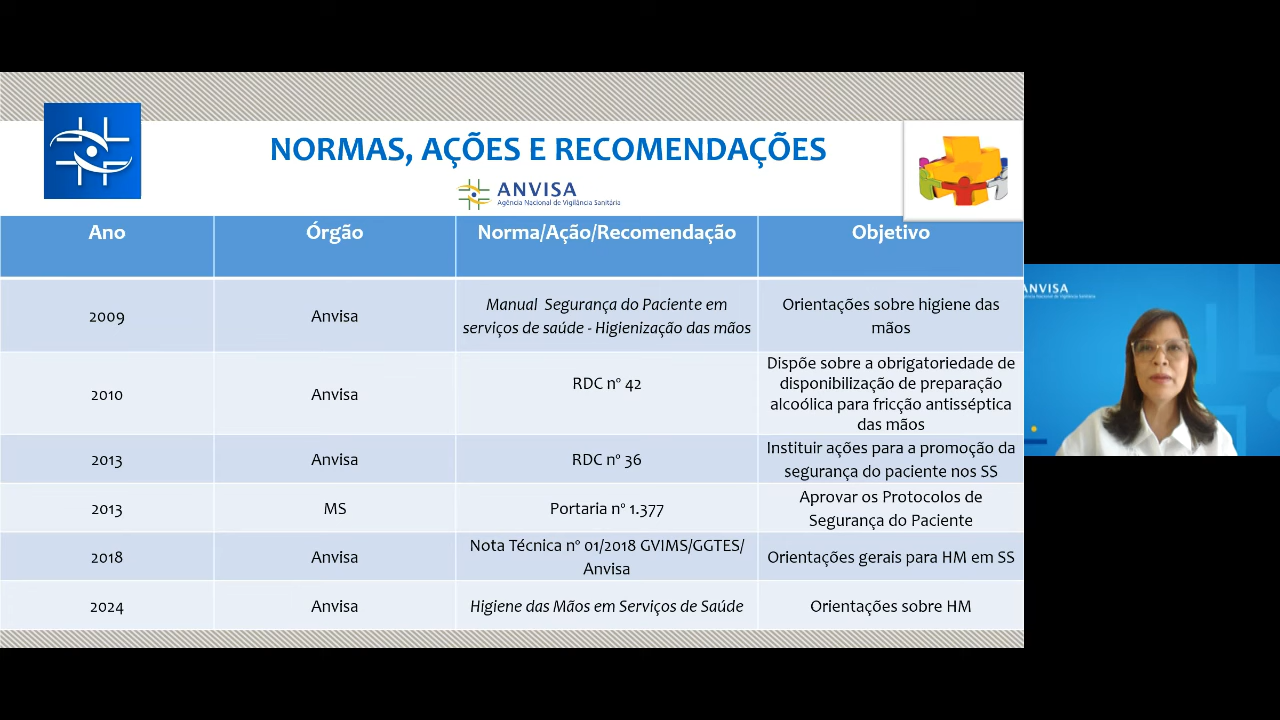 NORMAS, AÇÕES E RECOMENDAÇÕES
ANVISA
Agência Nacional de Vigilância Sanitária
Ano Órgão Norma/Ação/Recomendação Objetivo
2009
Anvisa
Manual Segurança do Paciente em
serviços de saúde - Higienização das mãos
Orientações sobre higiene das
mãos
2010
Anvisa
RDC nº 42
Dispõe sobre a obrigatoriedade de
disponibilização de preparação
alcoólica para fricção antisséptica
das mãos
2013
Anvisa
RDC nº 36
Instituir ações para a promoção da
segurança do paciente nos SS
2013
MS
Portaria nº 1.377
Aprovar os Protocolos de
Segurança do Paciente
2018
Anvisa
Nota Técnica nº 01/2018 GVIMS/GGTES/
Anvisa
Orientações gerais para HM em SS
2024
Anvisa
Higiene das Mãos em Serviços de Saúde
Orientações sobre HM
ANVISA